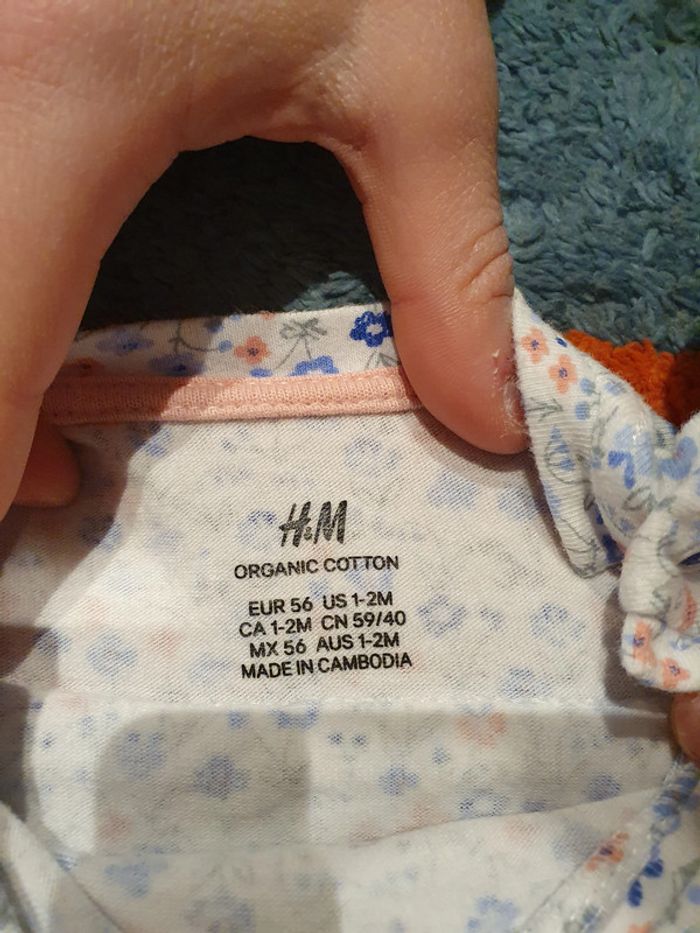 H&M
ORGANIC COTTON
EUR 56 US 1-2M
CA 1-2M CN 59/40
MX 56 AUS 1-2M
MADE IN CAMBODIA